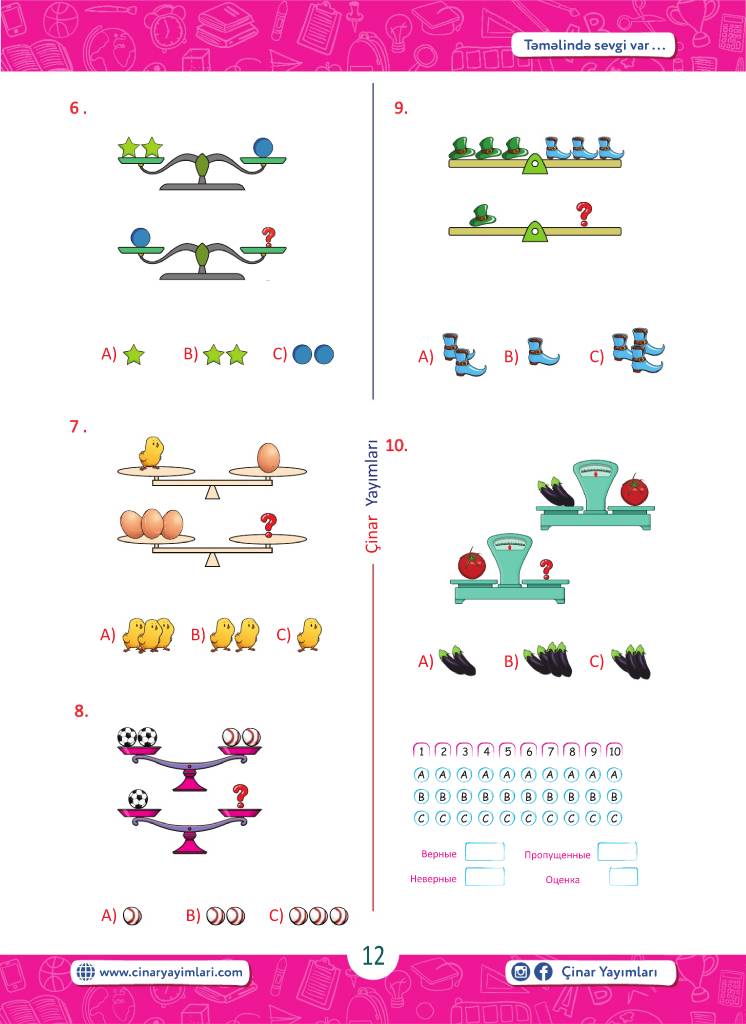 Təməlində sevgi var...
6.
?
A) B) C)
7.
?
A) B) C)
8.
?
A) B) C)
9.
?
A) B) C)
10.
?
A) B) C)
Çinar Yayımları
1 2 3 4 5 6 7 8 9 10
A A A A A A A A A A
B B B B B B B B B B
C C C C C C C C C C
Верные Пропущенные
Неверные Оценка
www.cinaryayimlari.com
12
Çinar Yayımları